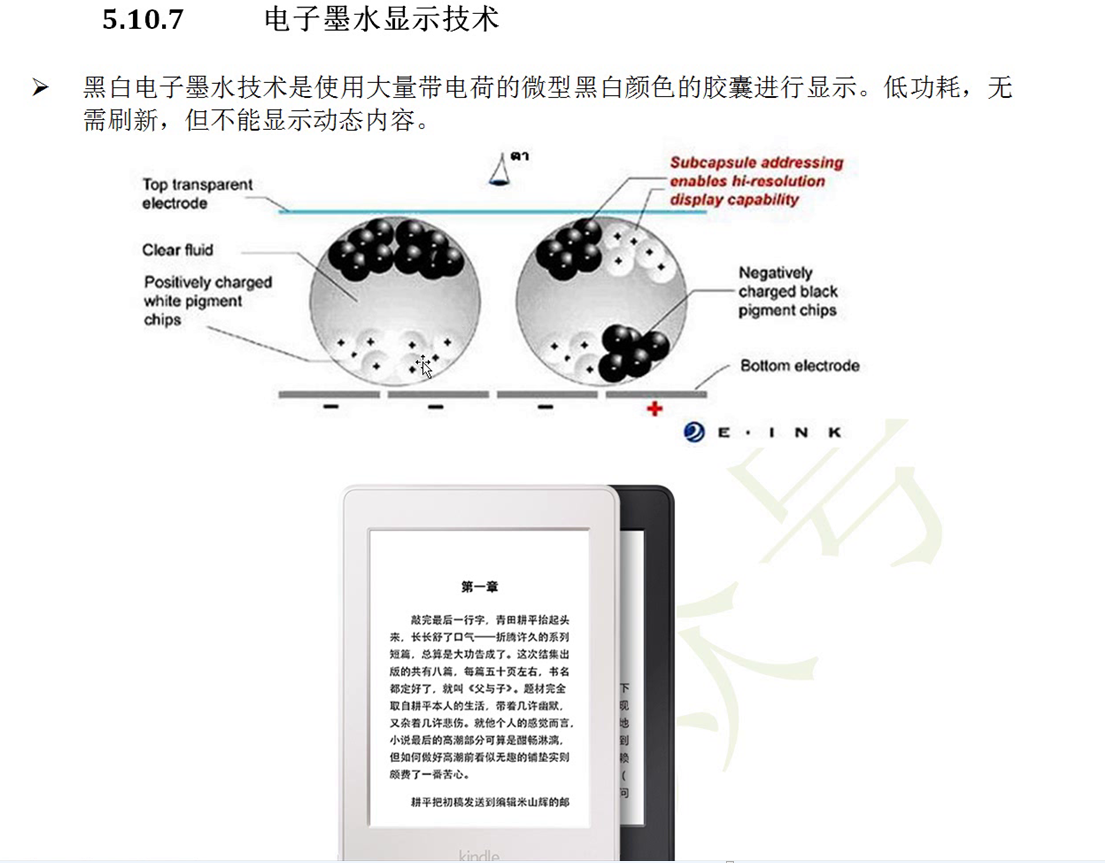 5.10.7 电子墨水显示技术
➢ 黑白电子墨水技术是使用大量带电荷的微型黑白颜色的胶囊进行显示。低功耗，无
需刷新，但不能显示动态内容。
ตา
Subcapsule addressing
enables hi-resolution
display capability
Top transparent
electrode
Clear fluid
Positively charged
white pigment
chips
Negatively
charged black
pigment chips
Bottom electrode
− − − +
E · I N K
第一章
敲完最后一行字，青田耕平抬起头
来，长长舒了口气——折腾许久的系列
短篇，总算是大功告成了。这次结集出
版的共有八篇，每篇五十页左右，书名
都定好了，就叫《父与子》。题材完全
取自耕平本人的生活，带着几许幽默，
又杂着几许悲伤。就他个人的感觉而言，
小说最后的高潮部分可算是酣畅淋漓，
但如何做好高潮前看似无趣的铺垫实则
颇费了一番苦心。
耕平把初稿发送到编辑米山辉的邮
下
现
地
到
赖
（
问
kindle